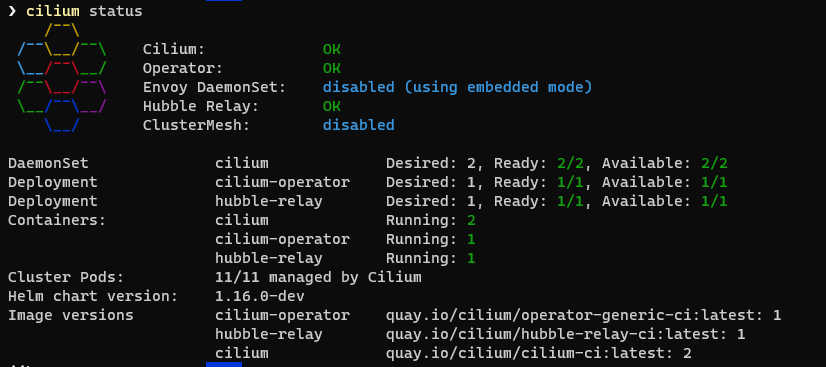 ❯ cilium status
    /¯¯\
 /¯¯\__/¯¯\    Cilium:             OK
 \__/¯¯\__/    Operator:           OK
 /¯¯\__/¯¯\    Envoy DaemonSet:    disabled (using embedded mode)
 \__/¯¯\__/    Hubble Relay:       OK
    \__/       ClusterMesh:        disabled

DaemonSet              cilium             Desired: 2, Ready: 2/2, Available: 2/2
Deployment             cilium-operator    Desired: 1, Ready: 1/1, Available: 1/1
Deployment             hubble-relay       Desired: 1, Ready: 1/1, Available: 1/1
Containers:            cilium             Running: 2
                       cilium-operator    Running: 1
                       hubble-relay       Running: 1
Cluster Pods:          11/11 managed by Cilium
Helm chart version:    1.16.0-dev
Image versions         cilium-operator    quay.io/cilium/operator-generic-ci:latest: 1
                       hubble-relay       quay.io/cilium/hubble-relay-ci:latest: 1
                       cilium             quay.io/cilium/cilium-ci:latest: 2